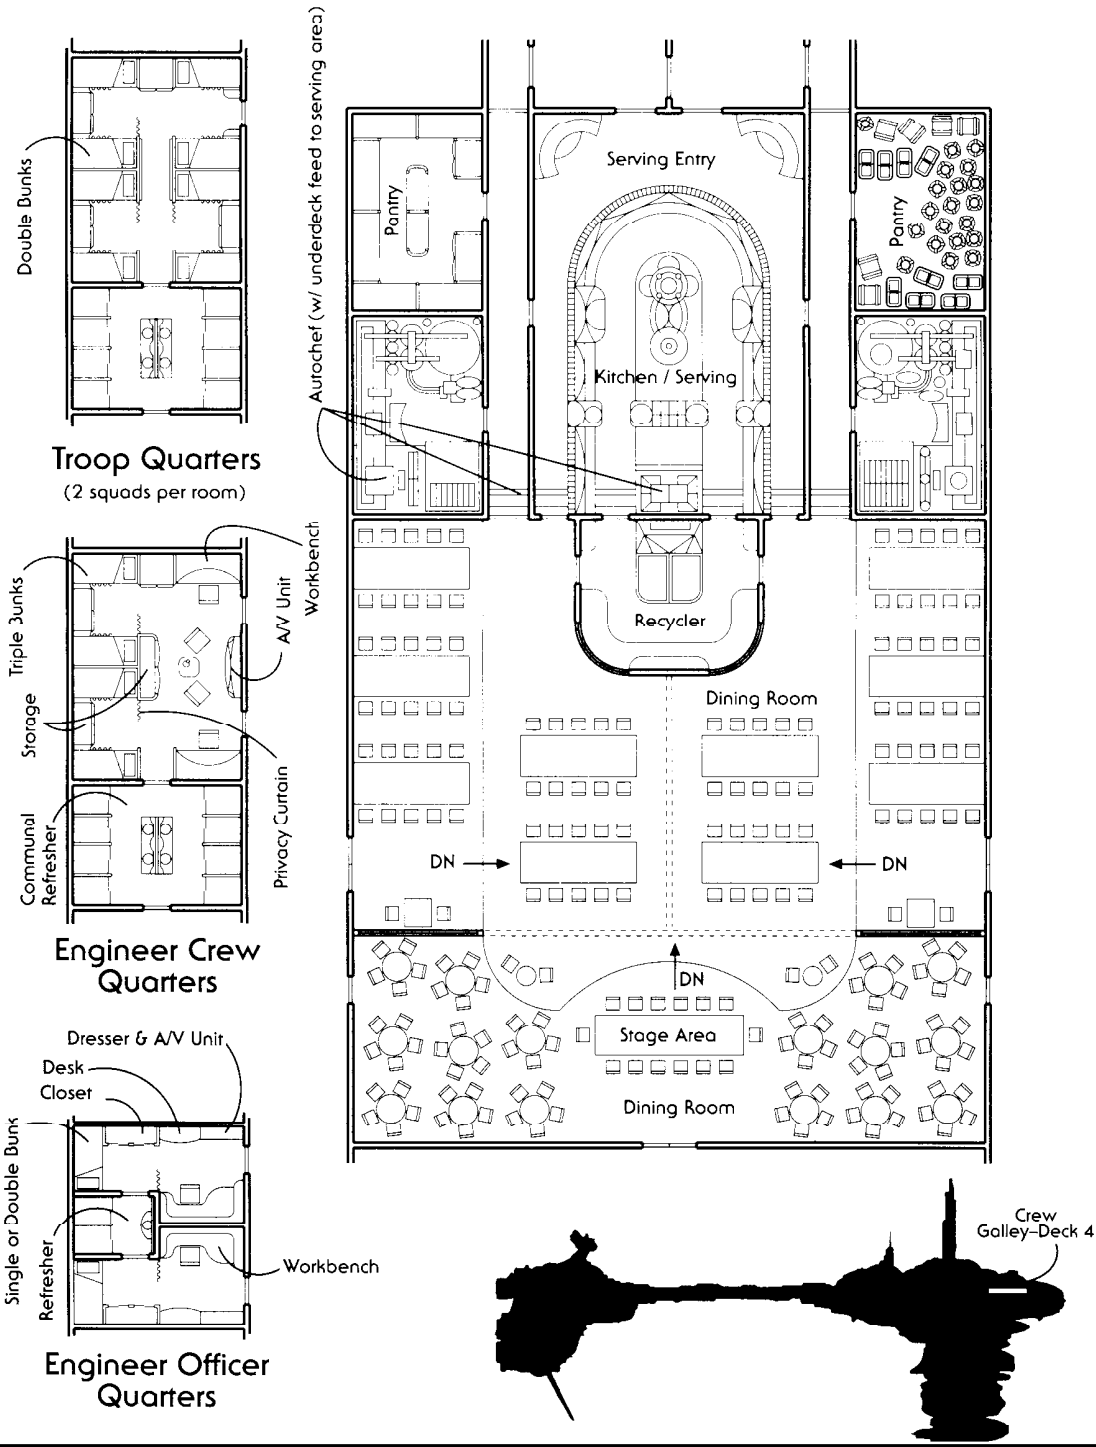 Double Bunks
Troop Quarters
(2 squads per room)
Autochef (w/ underdeck feed to serving area)
Serving Entry
Pantry
Pantry
Kitchen / Serving
Recycler
Dining Room
DN
DN
DN
Stage Area
Dining Room
Triple Bunks
Storage
Communal
Refresher
Workbench
A/V Unit
Privacy Curtain
Engineer Crew
Quarters
Dresser & A/V Unit
Desk
Closet
Single or Double Bunk
Refresher
Workbench
Engineer Officer
Quarters
Crew
Galley–Deck 4